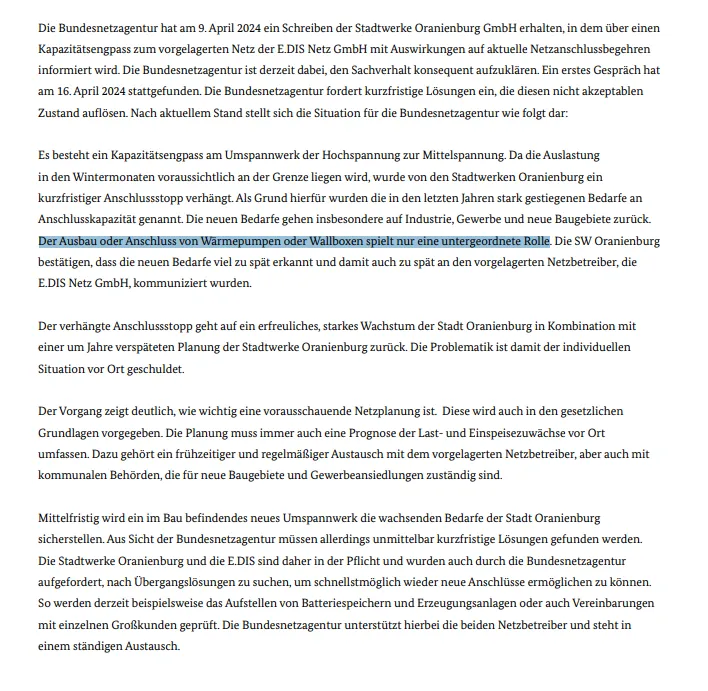 Die Bundesnetzagentur hat am 9. April 2024 ein Schreiben der Stadtwerke Oranienburg GmbH erhalten, in dem über einen
Kapazitätsengpass zum vorgelagerten Netz der E.DIS Netz GmbH mit Auswirkungen auf aktuelle Netzanschlussbegehren
informiert wird. Die Bundesnetzagentur ist derzeit dabei, den Sachverhalt konsequent aufzuklären. Ein erstes Gespräch hat
am 16. April 2024 stattgefunden. Die Bundesnetzagentur fordert kurzfristige Lösungen ein, die diesen nicht akzeptablen
Zustand auflösen. Nach aktuellem Stand stellt sich die Situation für die Bundesnetzagentur wie folgt dar:
Es besteht ein Kapazitätsengpass am Umspannwerk der Hochspannung zur Mittelspannung. Da die Auslastung
in den Wintermonaten voraussichtlich an der Grenze liegen wird, wurde von den Stadtwerken Oranienburg ein
kurzfristiger Anschlussstopp verhängt. Als Grund hierfür wurden die in den letzten Jahren stark gestiegenen Bedarfe an
Anschlusskapazität genannt. Die neuen Bedarfe gehen insbesondere auf Industrie, Gewerbe und neue Baugebiete zurück.
Der Ausbau oder Anschluss von Wärmepumpen oder Wallboxen spielt nur eine untergeordnete Rolle. Die SW Oranienburg
bestätigen, dass die neuen Bedarfe viel zu spät erkannt und damit auch zu spät an den vorgelagerten Netzbetreiber, die
E.DIS Netz GmbH, kommuniziert wurden.
Der verhängte Anschlussstopp geht auf ein erfreuliches, starkes Wachstum der Stadt Oranienburg in Kombination mit
einer um Jahre verspäteten Planung der Stadtwerke Oranienburg zurück. Die Problematik ist damit der individuellen
Situation vor Ort geschuldet.
Der Vorgang zeigt deutlich, wie wichtig eine vorausschauende Netzplanung ist. Diese wird auch in den gesetzlichen
Grundlagen vorgegeben. Die Planung muss immer auch eine Prognose der Last- und Einspeisezuwächse vor Ort
umfassen. Dazu gehört ein frühzeitiger und regelmäßiger Austausch mit dem vorgelagerten Netzbetreiber, aber auch mit
kommunalen Behörden, die für neue Baugebiete und Gewerbeansiedlungen zuständig sind.
Mittelfristig wird ein im Bau befindendes neues Umspannwerk die wachsenden Bedarfe der Stadt Oranienburg
sicherstellen. Aus Sicht der Bundesnetzagentur müssen allerdings unmittelbar kurzfristige Lösungen gefunden werden.
Die Stadtwerke Oranienburg und die E.DIS sind daher in der Pflicht und wurden auch durch die Bundesnetzagentur
aufgefordert, nach Übergangslösungen zu suchen, um schnellstmöglich wieder neue Anschlüsse ermöglichen zu können.
So werden derzeit beispielsweise das Aufstellen von Batteriespeichern und Erzeugungsanlagen oder auch Vereinbarungen
mit einzelnen Großkunden geprüft. Die Bundesnetzagentur unterstützt hierbei die beiden Netzbetreiber und steht in
einem ständigen Austausch.